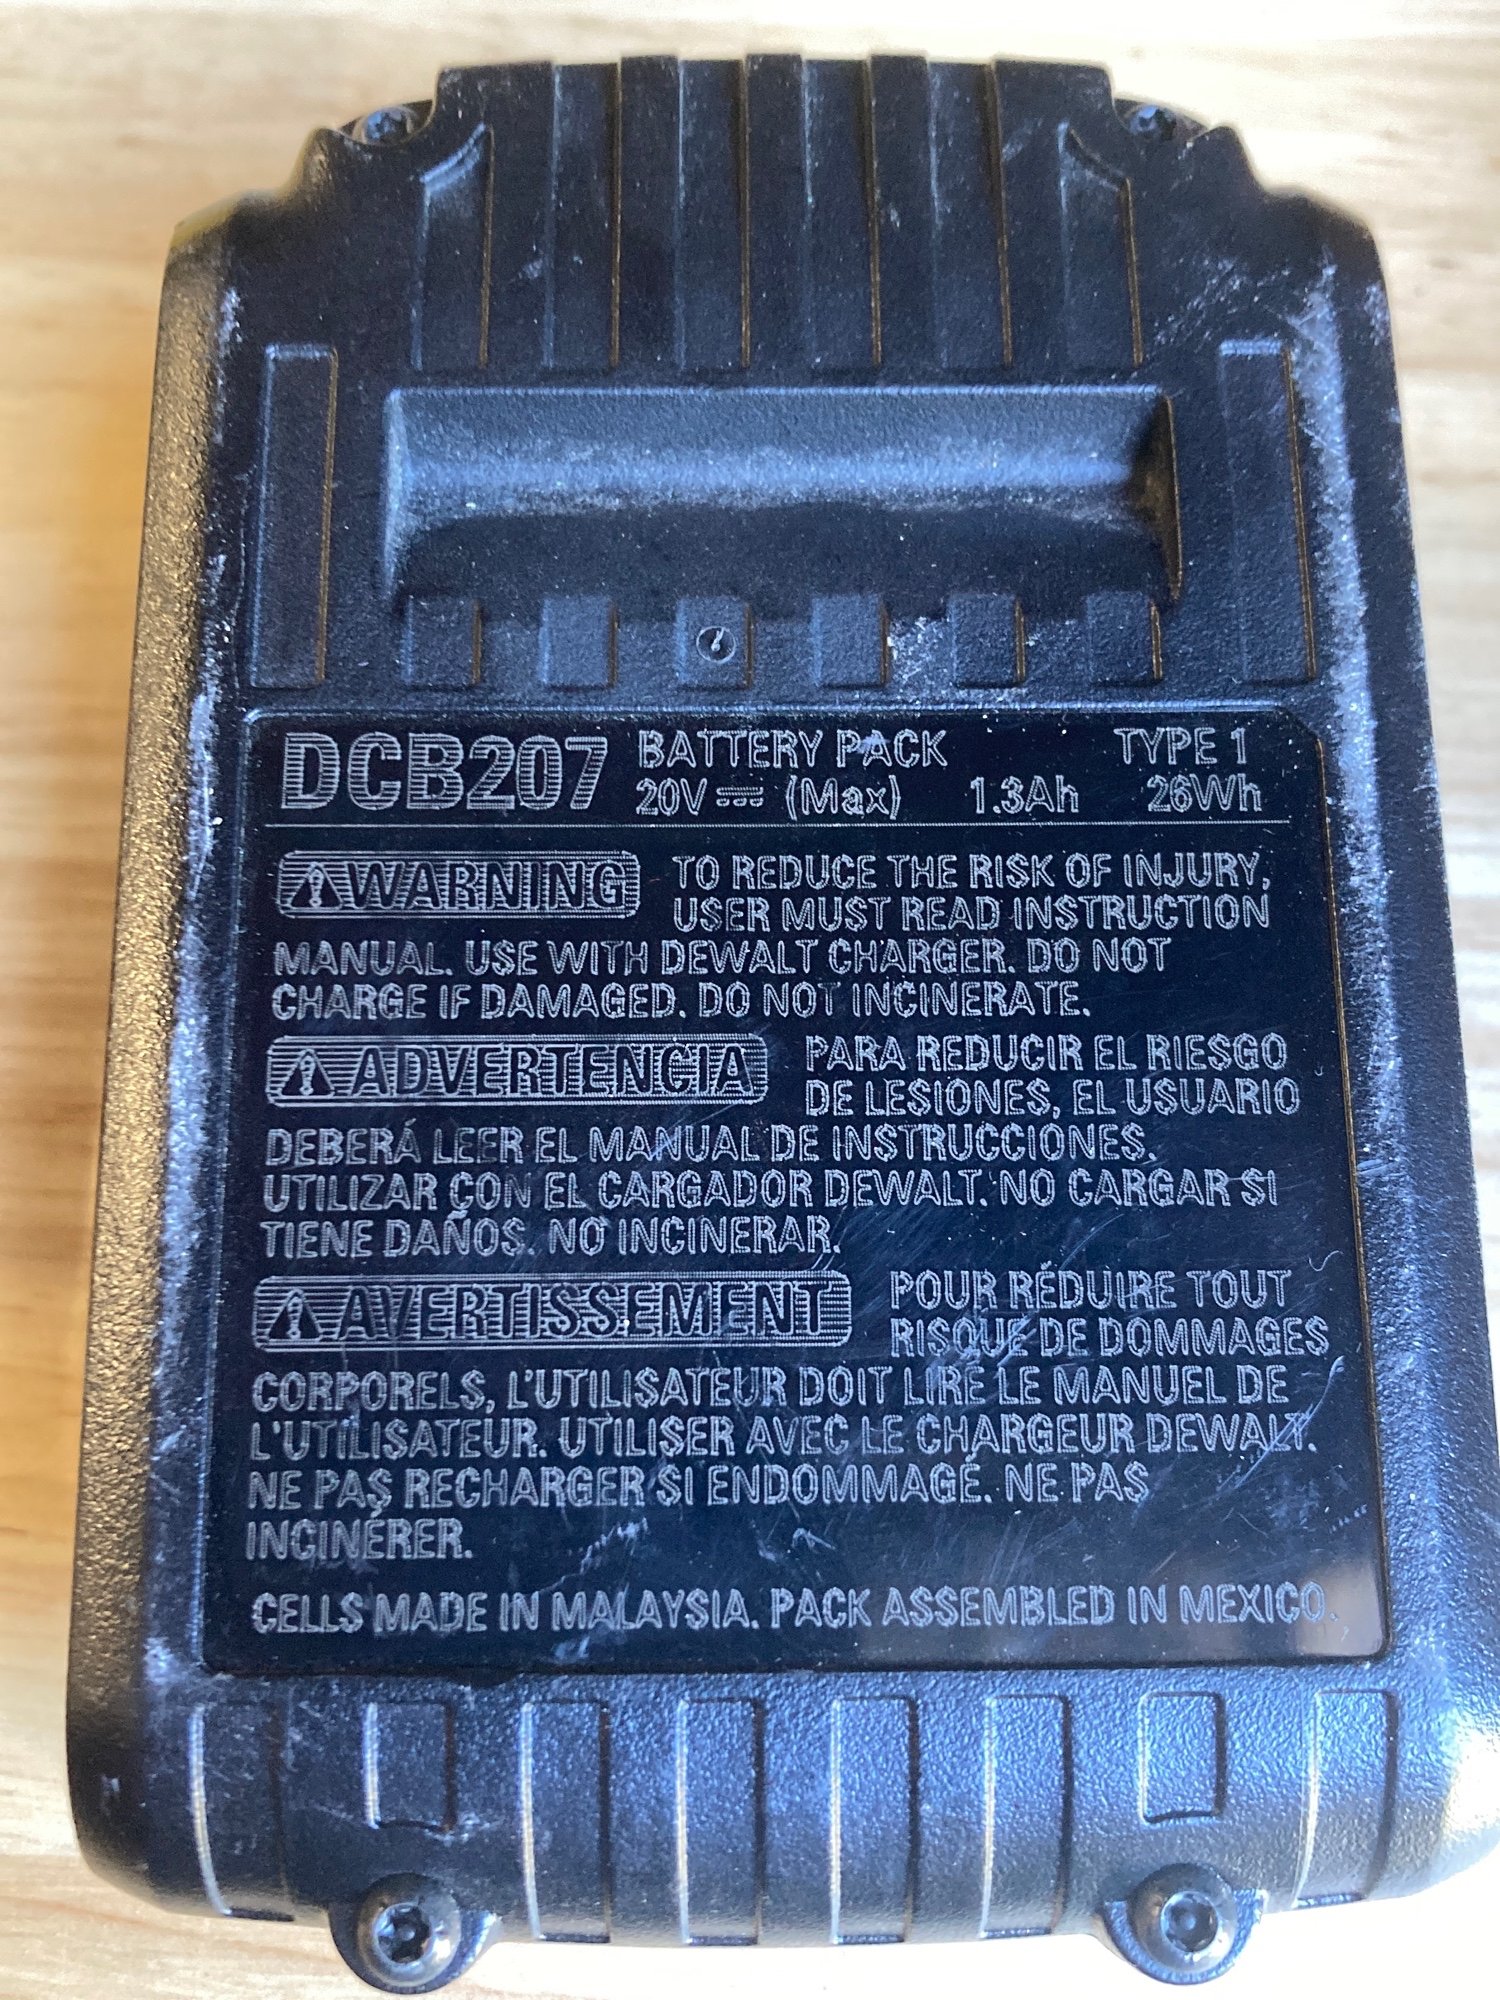 DCB207 BATTERY PACK TYPE 1
20V ⎓ (Max) 1.3Ah 26Wh
⚠WARNING TO REDUCE THE RISK OF INJURY,
USER MUST READ INSTRUCTION
MANUAL. USE WITH DEWALT CHARGER. DO NOT
CHARGE IF DAMAGED. DO NOT INCINERATE.
⚠ADVERTENCIA PARA REDUCIR EL RIESGO
DE LESIONES, EL USUARIO
DEBERÁ LEER EL MANUAL DE INSTRUCCIONES.
UTILIZAR CON EL CARGADOR DEWALT. NO CARGAR SI
TIENE DAÑOS. NO INCINERAR.
⚠AVERTISSEMENT POUR RÉDUIRE TOUT
RISQUE DE DOMMAGES
CORPORELS, L'UTILISATEUR DOIT LIRE LE MANUEL DE
L'UTILISATEUR. UTILISER AVEC LE CHARGEUR DEWALT.
NE PAS RECHARGER SI ENDOMMAGÉ. NE PAS
INCINÉRER.
CELLS MADE IN MALAYSIA. PACK ASSEMBLED IN MEXICO.